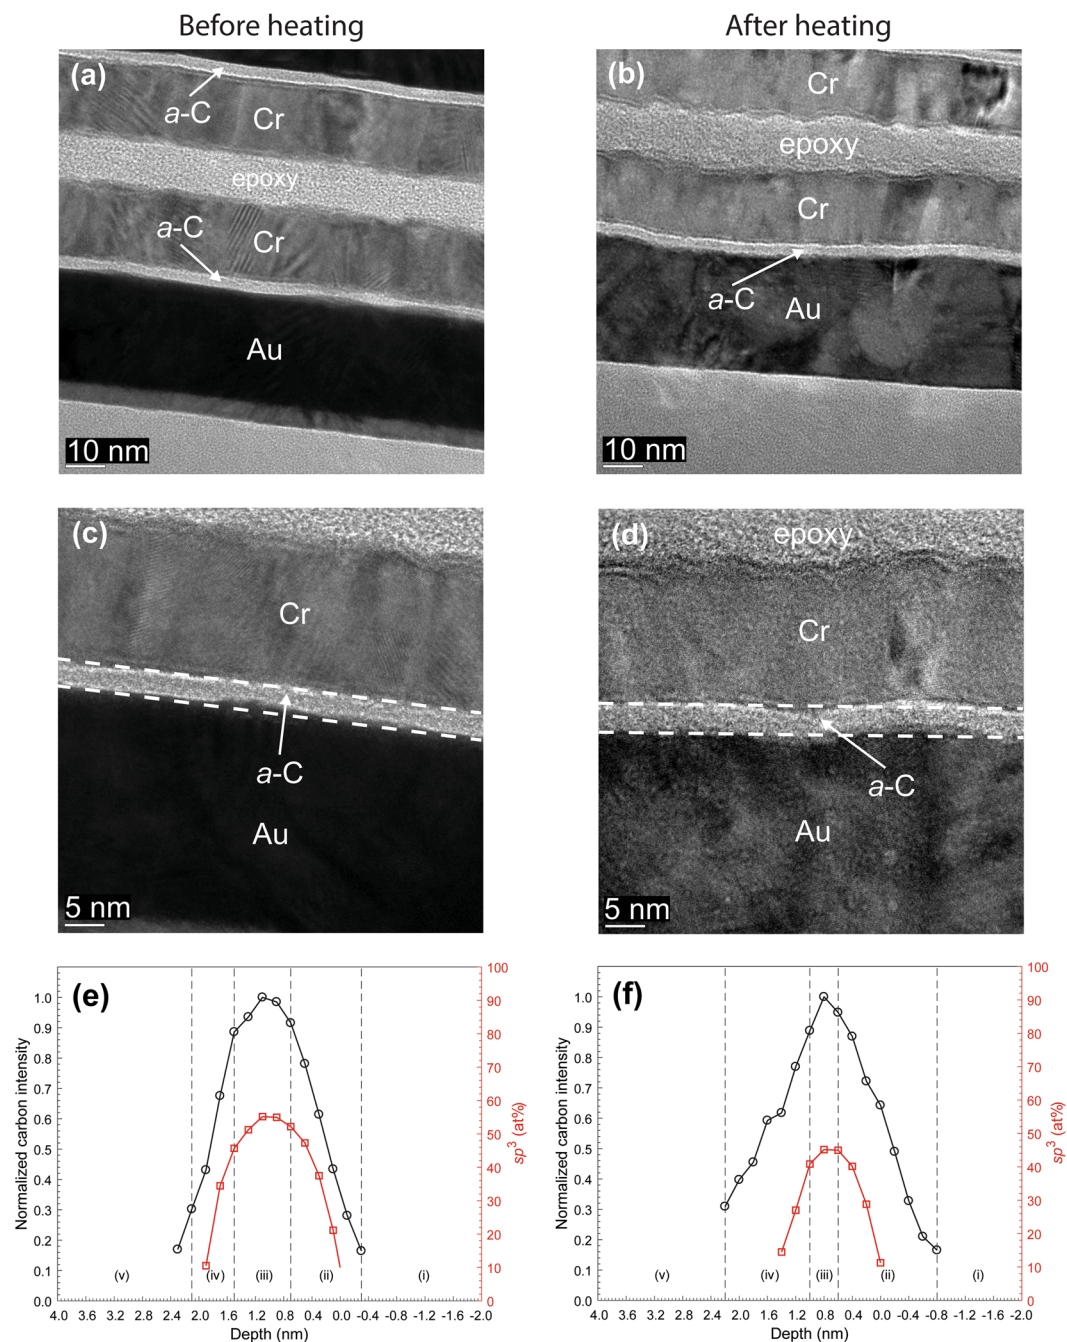 Before heating
After heating
(a)
a-C
Cr
epoxy
a-C
Cr
Au
10 nm
(b)
Cr
epoxy
Cr
a-C
Au
10 nm
(c)
Cr
a-C
Au
5 nm
(d)
epoxy
Cr
a-C
Au
5 nm
(e)
Normalized carbon intensity
1.0
0.9
0.8
0.7
0.6
0.5
0.4
0.3
0.2
0.1
0.0
100
90
80
70
60
50
40
30
20
10
0
sp³ (at%)
(v) (iv) (iii) (ii) (i)
4.0 3.6 3.2 2.8 2.4 2.0 1.6 1.2 0.8 0.4 0.0 -0.4 -0.8 -1.2 -1.6 -2.0
Depth (nm)
(f)
Normalized carbon intensity
1.0
0.9
0.8
0.7
0.6
0.5
0.4
0.3
0.2
0.1
0.0
100
90
80
70
60
50
40
30
20
10
0
sp³ (at%)
(v) (iv) (iii) (ii) (i)
4.0 3.6 3.2 2.8 2.4 2.0 1.6 1.2 0.8 0.4 0.0 -0.4 -0.8 -1.2 -1.6 -2.0
Depth (nm)